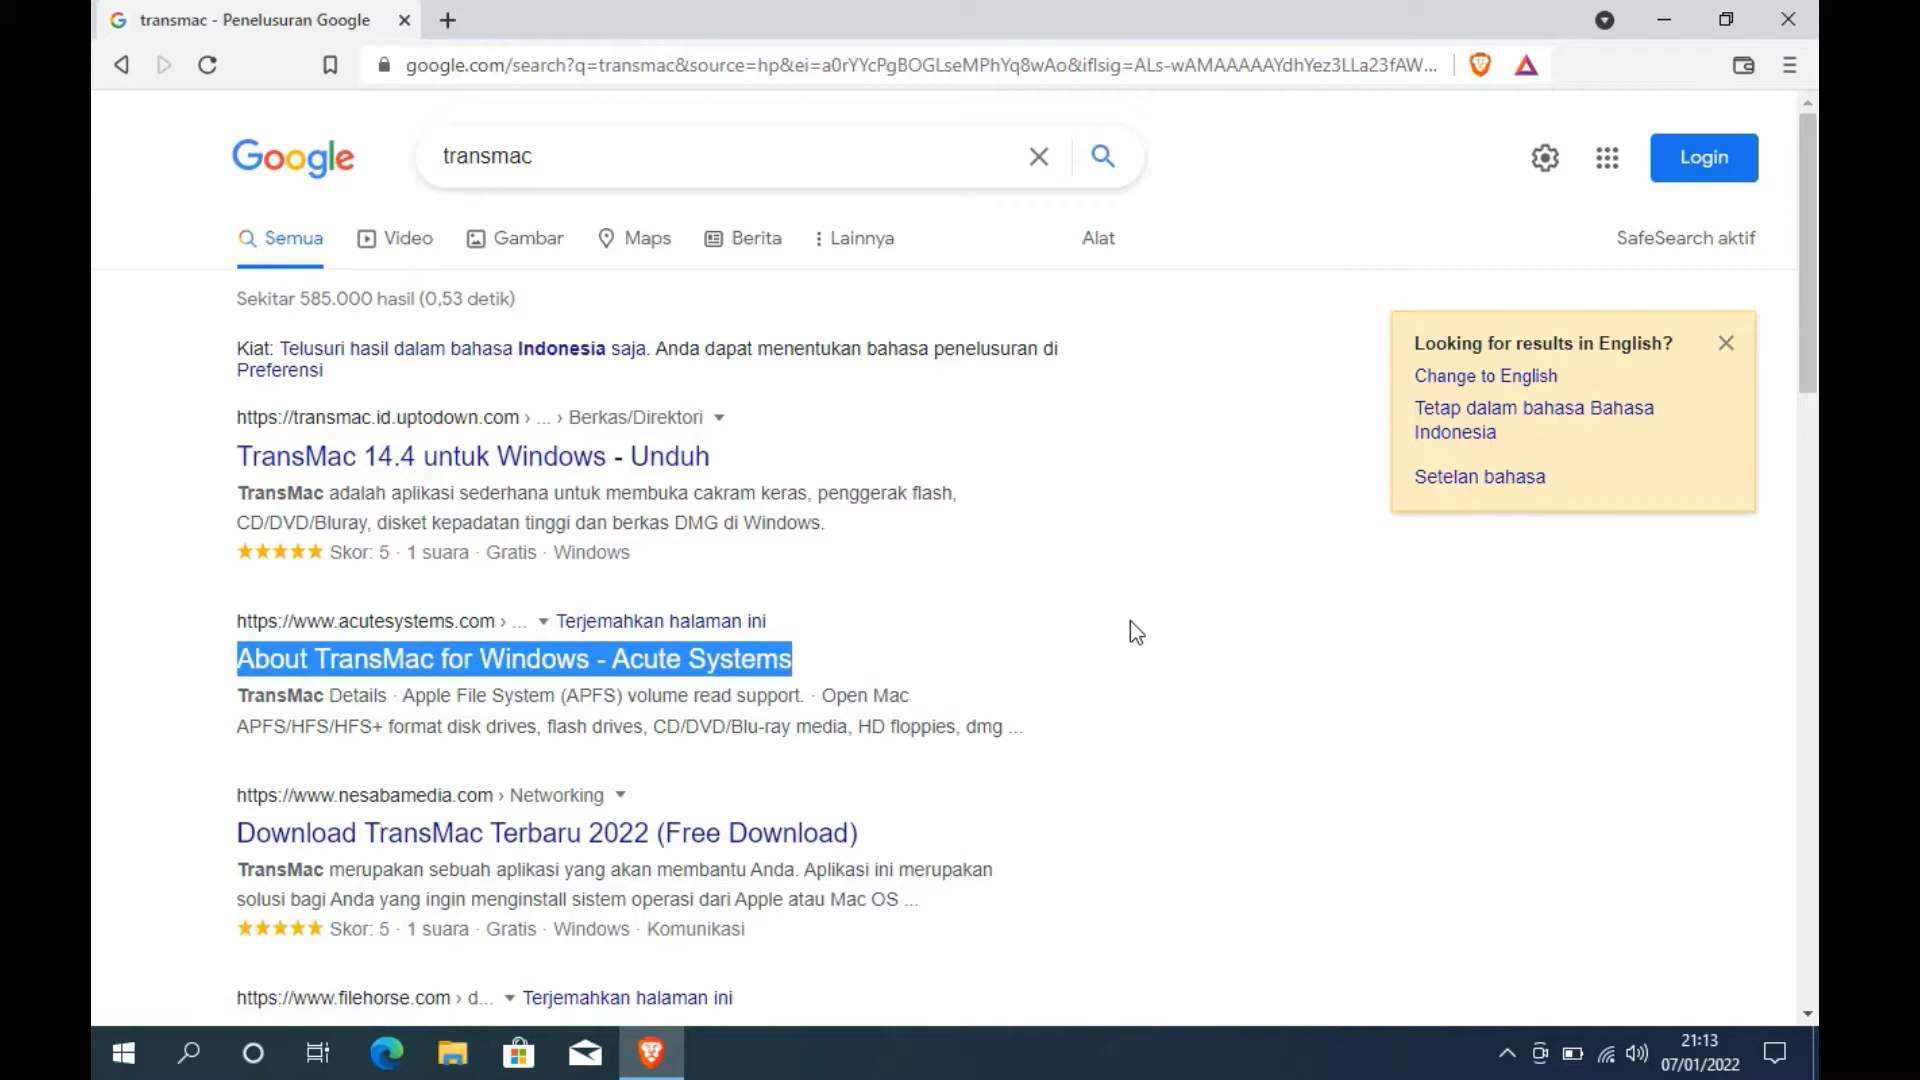 transmac - Penelusuran Google
google.com/search?q=transmac&source=hp&ei=a0rYYcPgBOGLseMPhYq8wAo&iflsig=ALs-wAMAAAAAYdhYez3LLa23fAW...
Google
transmac
Login
Semua
Video
Gambar
Maps
Berita
Lainnya
Alat
SafeSearch aktif
Sekitar 585.000 hasil (0,53 detik)
Kiat: Telusuri hasil dalam bahasa Indonesia saja. Anda dapat menentukan bahasa penelusuran di
Preferensi
Looking for results in English?
Change to English
Tetap dalam bahasa Bahasa
Indonesia
Setelan bahasa
https://transmac.id.uptodown.com › ... › Berkas/Direktori
TransMac 14.4 untuk Windows - Unduh
TransMac adalah aplikasi sederhana untuk membuka cakram keras, penggerak flash,
CD/DVD/Bluray, disket kepadatan tinggi dan berkas DMG di Windows.
★★★★★ Skor: 5 · 1 suara · Gratis · Windows
https://www.acutesystems.com › ... Terjemahkan halaman ini
About TransMac for Windows - Acute Systems
TransMac Details · Apple File System (APFS) volume read support. · Open Mac
APFS/HFS/HFS+ format disk drives, flash drives, CD/DVD/Blu-ray media, HD floppies, dmg ...
https://www.nesabamedia.com › Networking
Download TransMac Terbaru 2022 (Free Download)
TransMac merupakan sebuah aplikasi yang akan membantu Anda. Aplikasi ini merupakan
solusi bagi Anda yang ingin menginstall sistem operasi dari Apple atau Mac OS ...
★★★★★ Skor: 5 · 1 suara · Gratis · Windows · Komunikasi
https://www.filehorse.com › d... Terjemahkan halaman ini
21:13
07/01/2022